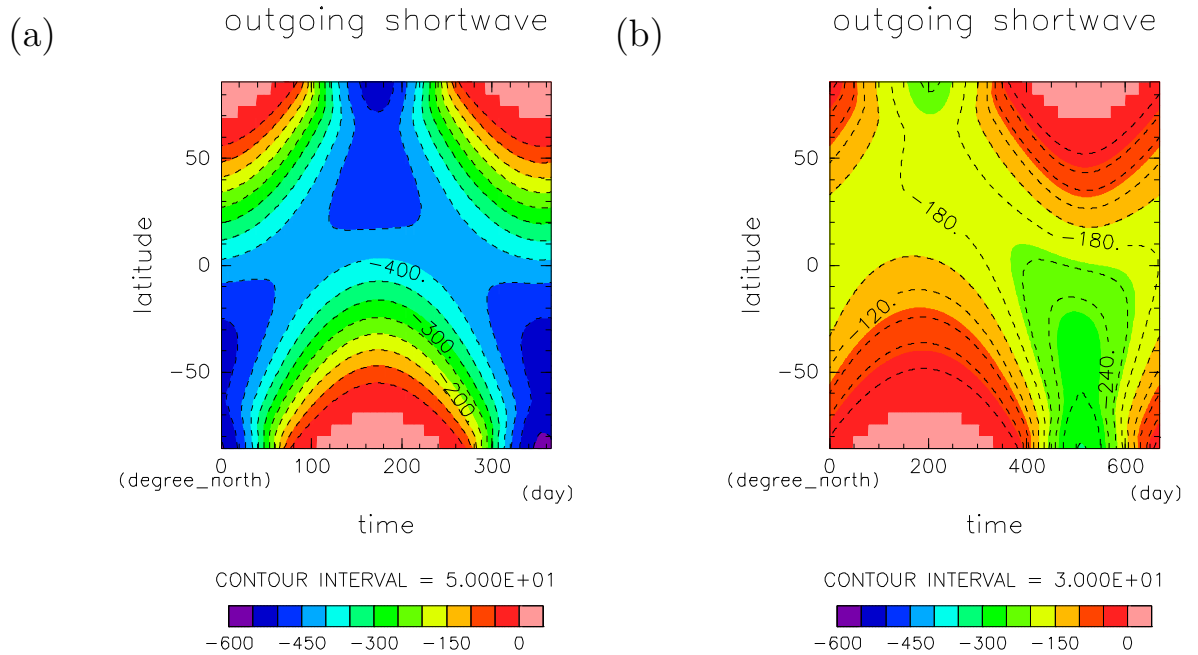 (a)
outgoing shortwave
50
0
−50
latitude
−400.
−300.
−200
0
100
200
300
(degree_north)
(day)
time
CONTOUR INTERVAL = 5.000E+01
−600
−450
−300
−150
0
(b)
outgoing shortwave
50
0
−50
latitude
L
−180.
−180.
−120.
−240.
0
200
400
600
(degree_north)
(day)
time
CONTOUR INTERVAL = 3.000E+01
−600
−450
−300
−150
0